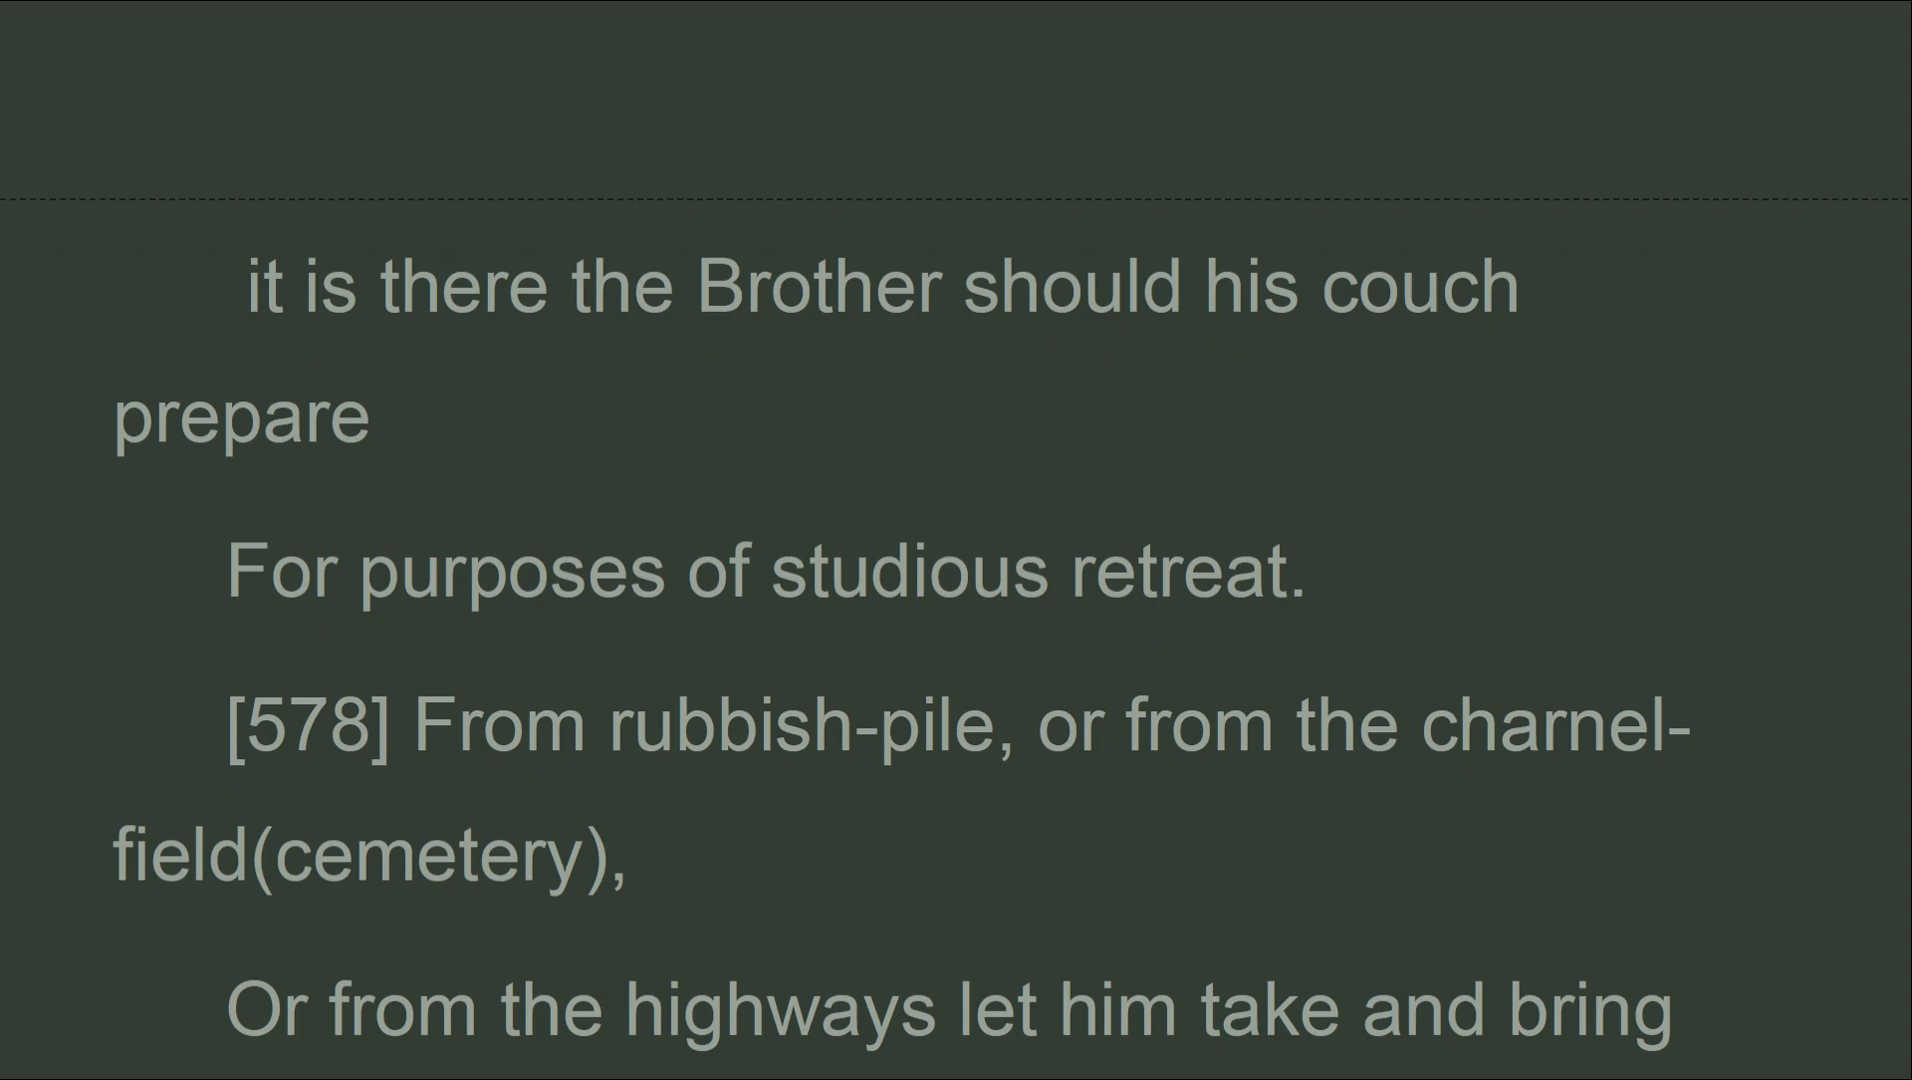 it is there the Brother should his couch
prepare
For purposes of studious retreat.
[578] From rubbish-pile, or from the charnel-
field(cemetery),
Or from the highways let him take and bring